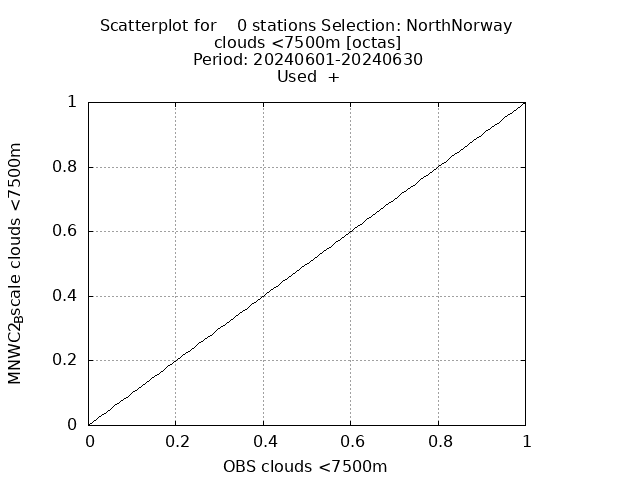 Scatterplot for    0 stations Selection: NorthNorway
clouds <7500m [octas]
Period: 20240601-20240630
Used +
1
0.8
0.6
0.4
0.2
0
MNWC2Bscale clouds <7500m
0 0.2 0.4 0.6 0.8 1
OBS clouds <7500m